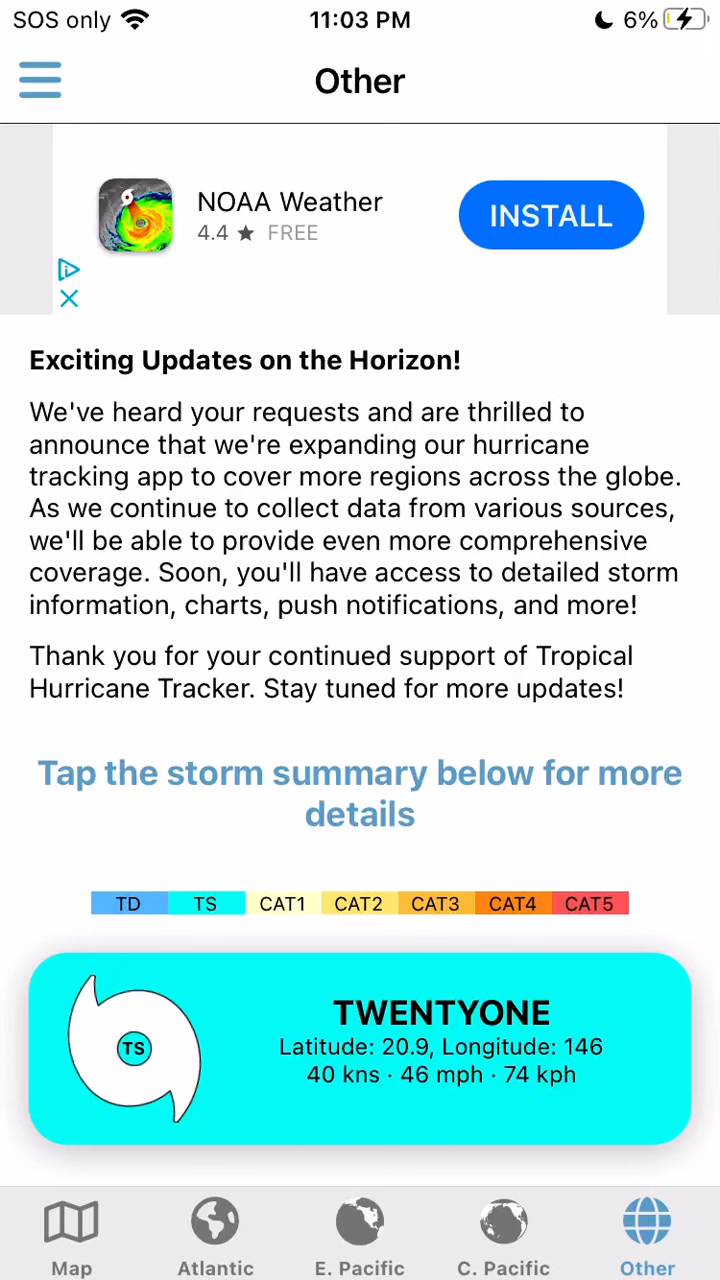 SOS only
11:03 PM
6%
Other
NOAA Weather
4.4 ★ FREE
INSTALL
Exciting Updates on the Horizon!
We've heard your requests and are thrilled to
announce that we're expanding our hurricane
tracking app to cover more regions across the globe.
As we continue to collect data from various sources,
we'll be able to provide even more comprehensive
coverage. Soon, you'll have access to detailed storm
information, charts, push notifications, and more!
Thank you for your continued support of Tropical
Hurricane Tracker. Stay tuned for more updates!
Tap the storm summary below for more
details
TD TS CAT1 CAT2 CAT3 CAT4 CAT5
TS
TWENTYONE
Latitude: 20.9, Longitude: 146
40 kns · 46 mph · 74 kph
Map Atlantic E. Pacific C. Pacific Other